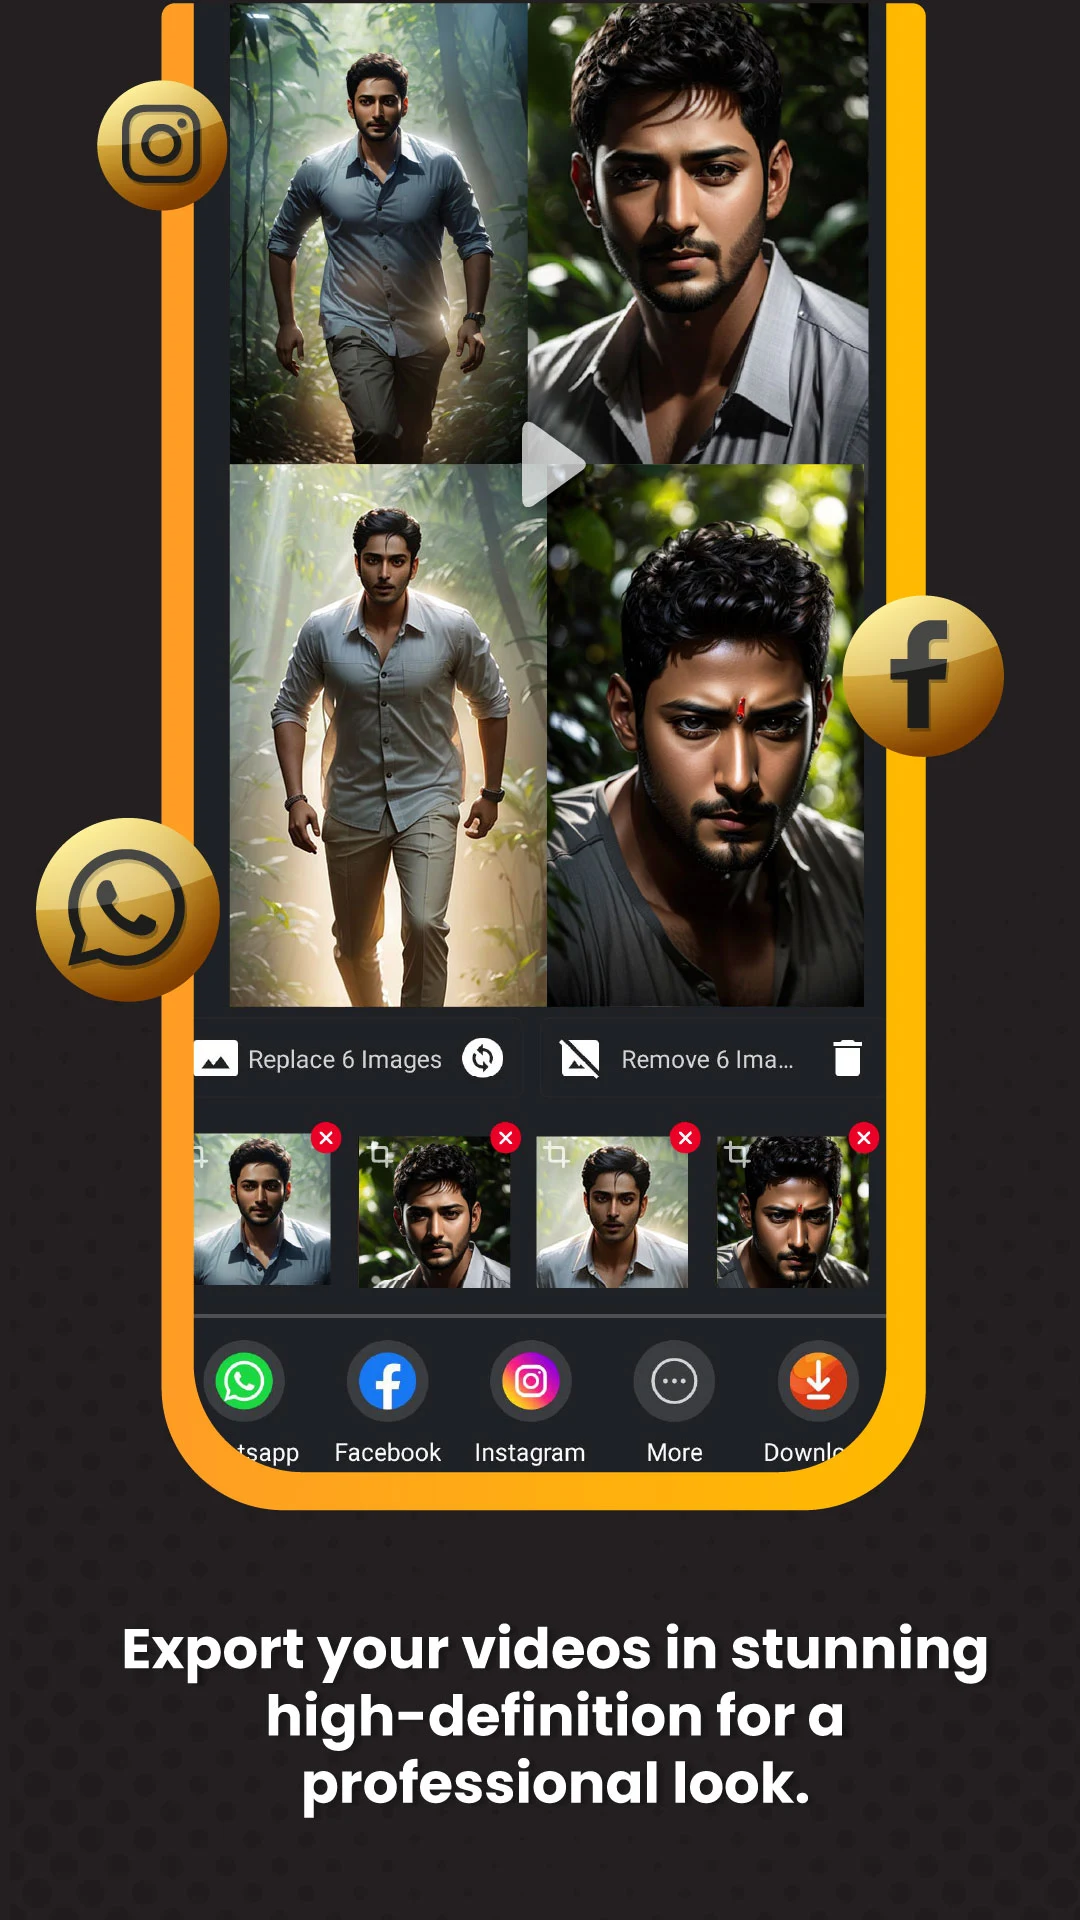 Replace 6 Images
Remove 6 Ima...
tsapp
Facebook
Instagram
More
Downlo
Export your videos in stunning
high-definition for a
professional look.